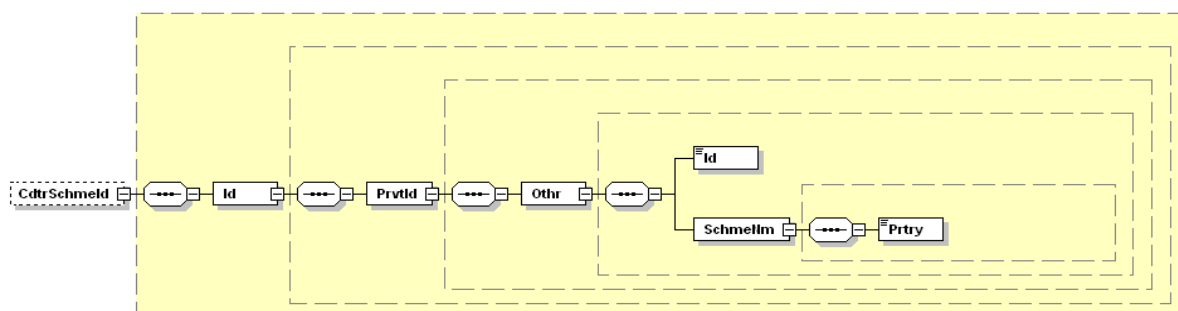 CdtrSchmeId
Id
PrvtId
Othr
Id
SchmeNm
Prtry